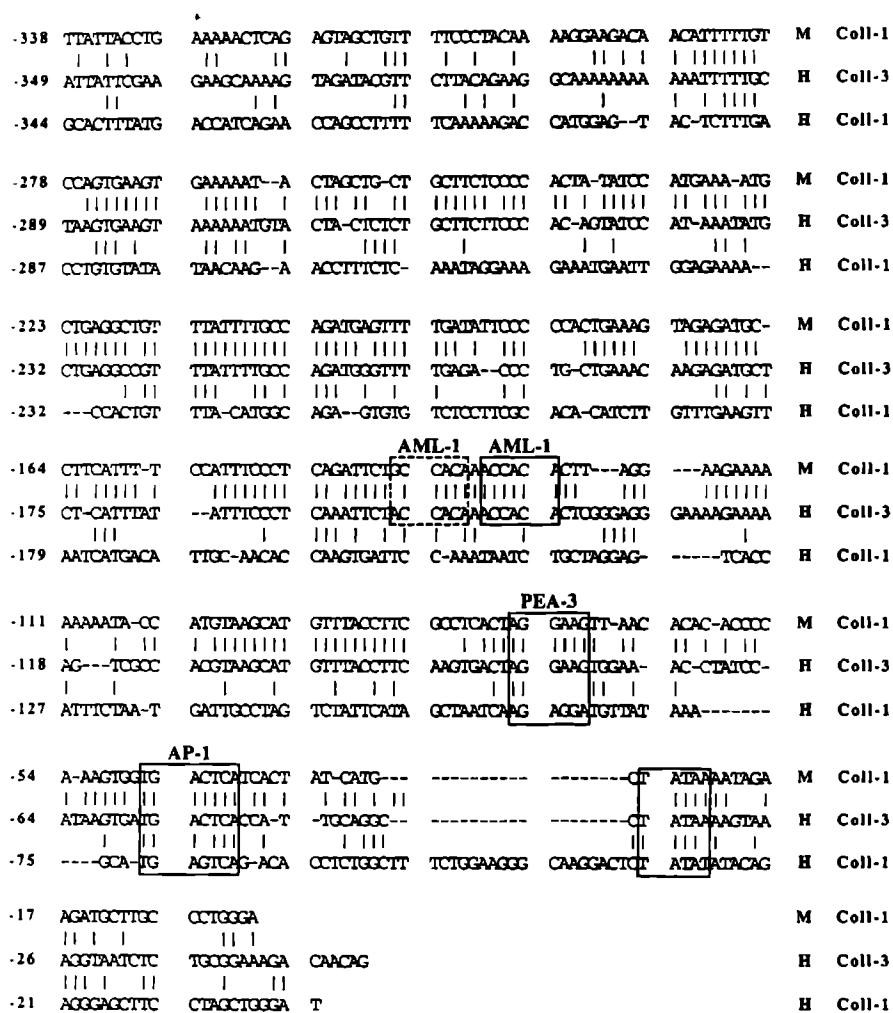 -338 TTATTACCTG AAAAACTCAG AGTAGCTGTT TTCCCTACAA AAGGAAGACA ACATTTTTGT M Coll-1
-349 ATTATTCGAA GAAGCAAAAG TAGATACGTT CTTACAGAAG GCAAAAAAAA AAATTTTTGC H Coll-3
-344 GCACTTTATG ACCATCAGAA CCAGCCTTTT TCAAAAAGAC CATGGAG--T AC-TCTTTGA H Coll-1
-278 CCAGTGAAGT GAAAAAT--A CTAGCTG-CT GCTTCTCCCC ACTA-TATCC ATGAAA-ATG M Coll-1
-289 TAAGTGAAGT AAAAAATGTA CTA-CTCTCT GCTTCTTCCC AC-AGTATCC AT-AAATATG H Coll-3
-287 CCTGTGTATA TAACAAG--A ACCTTTCTC- AAATAGGAAA GAAATGAATT GGAGAAAA-- H Coll-1
-223 CTGAGGCTGT TTATTTTGCC AGATGAGTTT TGATATTCCC CCACTGAAAG TAGAGATGC- M Coll-1
-232 CTGAGGCCGT TTATTTTGCC AGATGGGTTT TGAGA--CCC TG-CTGAAAC AAGAGATGCT H Coll-3
-232 ---CCACTGT TTA-CATGGC AGA--GTGTG TCTCCTTCGC ACA-CATCTT GTTTGAAGTT H Coll-1
AML-1 AML-1
-164 CTTCATTT-T CCATTTCCCT CAGATTCTGC CACAAACCAC ACTT---AGG ---AAGAAAA M Coll-1
-175 CT-CATTTAT --ATTTCCCT CAAATTCTAC CACAAACCAC ACTCGGGAGG GAAAAGAAAA H Coll-3
-179 AATCATGACA TTGC-AACAC CAAGTGATTC C-AAATAATC TGCTAGGAG- -----TCACC H Coll-1
PEA-3
-111 AAAAATA-CC ATGTAAGCAT GTTTACCTTC GCCTCACTAG GAAGTT-AAC ACAC-ACCCC M Coll-1
-118 AG---TCGCC ACGTAAGCAT GTTTACCTTC AAGTGACTAG GAAGTGGAA- AC-CTATCC- H Coll-3
-127 ATTTCTAA-T GATTGCCTAG TCTATTCATA GCTAATCAAG AGGATGTTAT AAA------- H Coll-1
AP-1
-54 A-AAGTGGTG ACTCATCACT AT-CATG--- ---------- --------CT ATAAAATAGA M Coll-1
-64 ATAAGTGATG ACTCACCA-T -TGCAGGC-- ---------- --------CT ATAAAAGTAA H Coll-3
-75 ----GCA-TG AGTCAG-ACA CCTCTGGCTT TCTGGAAGGG CAAGGACTCT ATATATACAG H Coll-1
-17 AGATGCTTGC CCTGGGA M Coll-1
-26 AGGTAATCTC TGCGGAAAGA CAACAG H Coll-3
-21 AGGGAGCTTC CTAGCTGGGA T H Coll-1